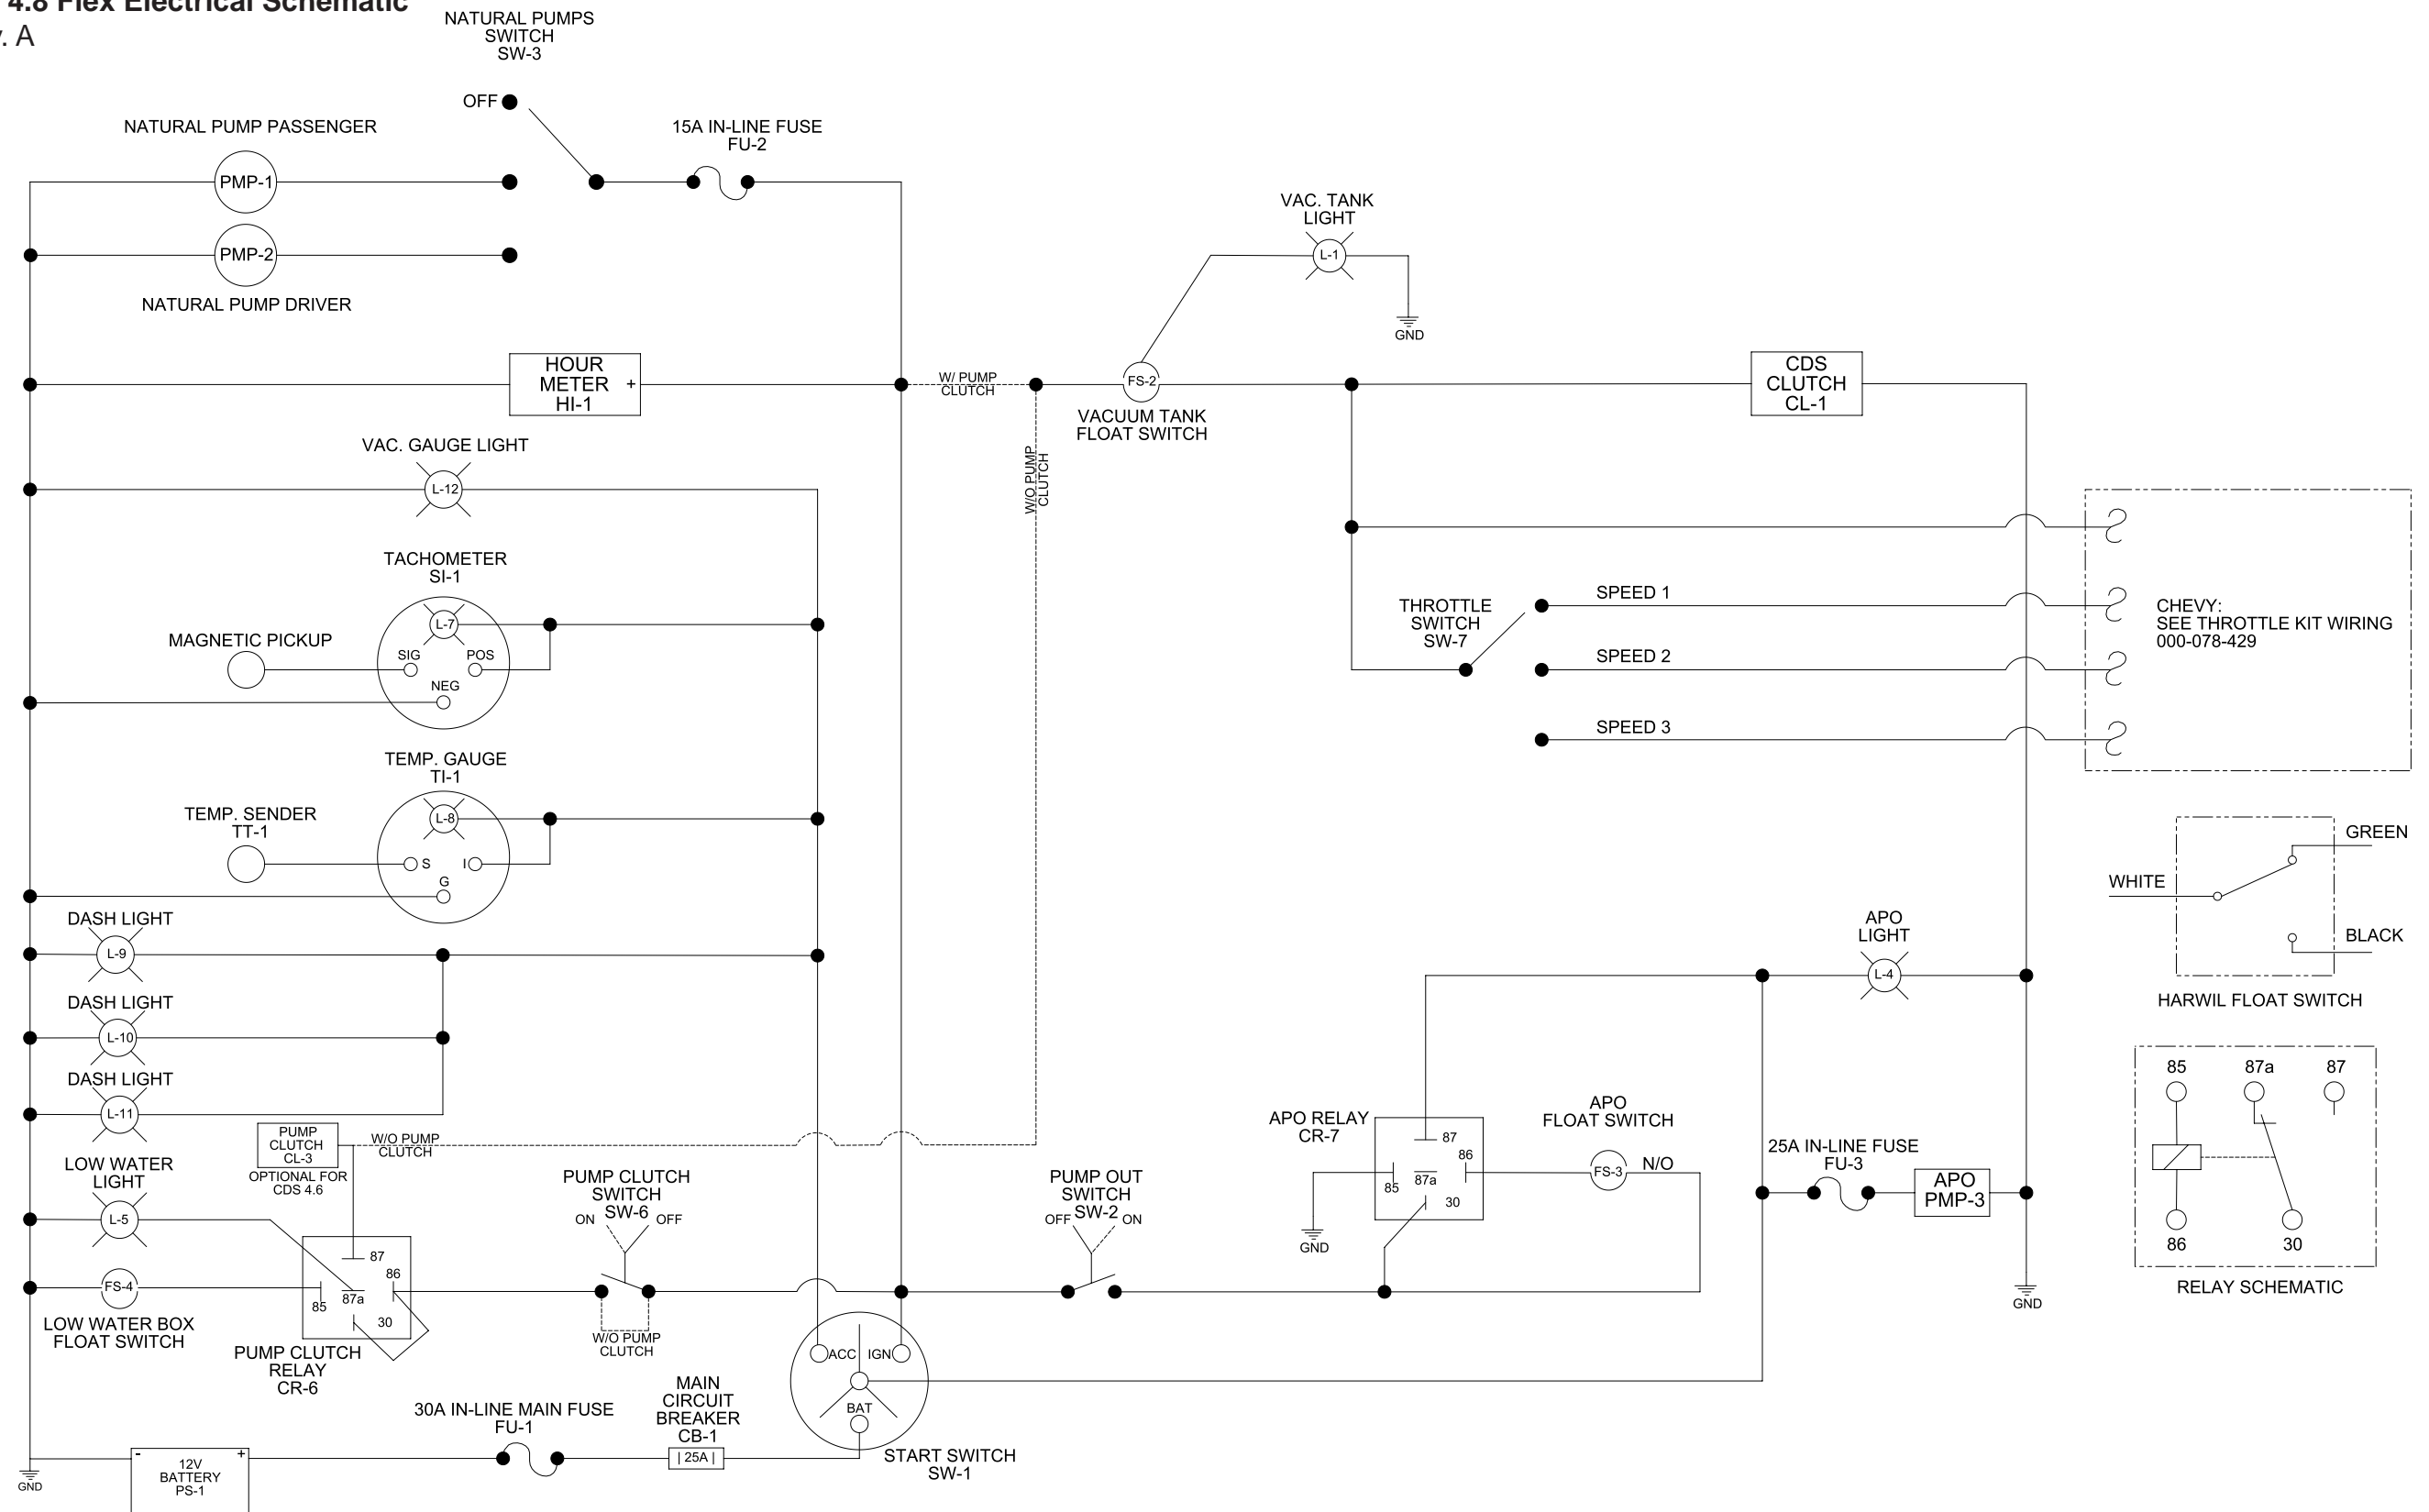 4.8 Flex Electrical Schematic
. A
NATURAL PUMPS
SWITCH
SW-3
OFF
NATURAL PUMP PASSENGER
15A IN-LINE FUSE
FU-2
PMP-1
PMP-2
NATURAL PUMP DRIVER
VAC. TANK
LIGHT
L-1
GND
HOUR
METER +
HI-1
W/ PUMP
CLUTCH
FS-2
VACUUM TANK
FLOAT SWITCH
CDS
CLUTCH
CL-1
W/O PUMP
CLUTCH
VAC. GAUGE LIGHT
L-12
TACHOMETER
SI-1
L-7
MAGNETIC PICKUP
SIG
POS
NEG
THROTTLE
SWITCH
SW-7
SPEED 1
SPEED 2
SPEED 3
CHEVY:
SEE THROTTLE KIT WIRING
000-078-429
TEMP. GAUGE
TI-1
L-8
TEMP. SENDER
TT-1
S
I
G
GREEN
WHITE
BLACK
HARWIL FLOAT SWITCH
DASH LIGHT
L-9
DASH LIGHT
L-10
DASH LIGHT
L-11
APO
LIGHT
L-4
85
87a
87
86
30
RELAY SCHEMATIC
PUMP
CLUTCH
CL-3
OPTIONAL FOR
CDS 4.6
W/O PUMP
CLUTCH
LOW WATER
LIGHT
L-5
FS-4
LOW WATER BOX
FLOAT SWITCH
87
86
85
87a
30
PUMP CLUTCH
RELAY
CR-6
PUMP CLUTCH
SWITCH
SW-6
ON
OFF
W/O PUMP
CLUTCH
PUMP OUT
SWITCH
SW-2
OFF
ON
APO RELAY
CR-7
87
86
85
87a
30
GND
APO
FLOAT SWITCH
FS-3
N/O
25A IN-LINE FUSE
FU-3
APO
PMP-3
GND
ACC
IGN
BAT
START SWITCH
SW-1
30A IN-LINE MAIN FUSE
FU-1
MAIN
CIRCUIT
BREAKER
CB-1
25A
- +
12V
BATTERY
PS-1
GND